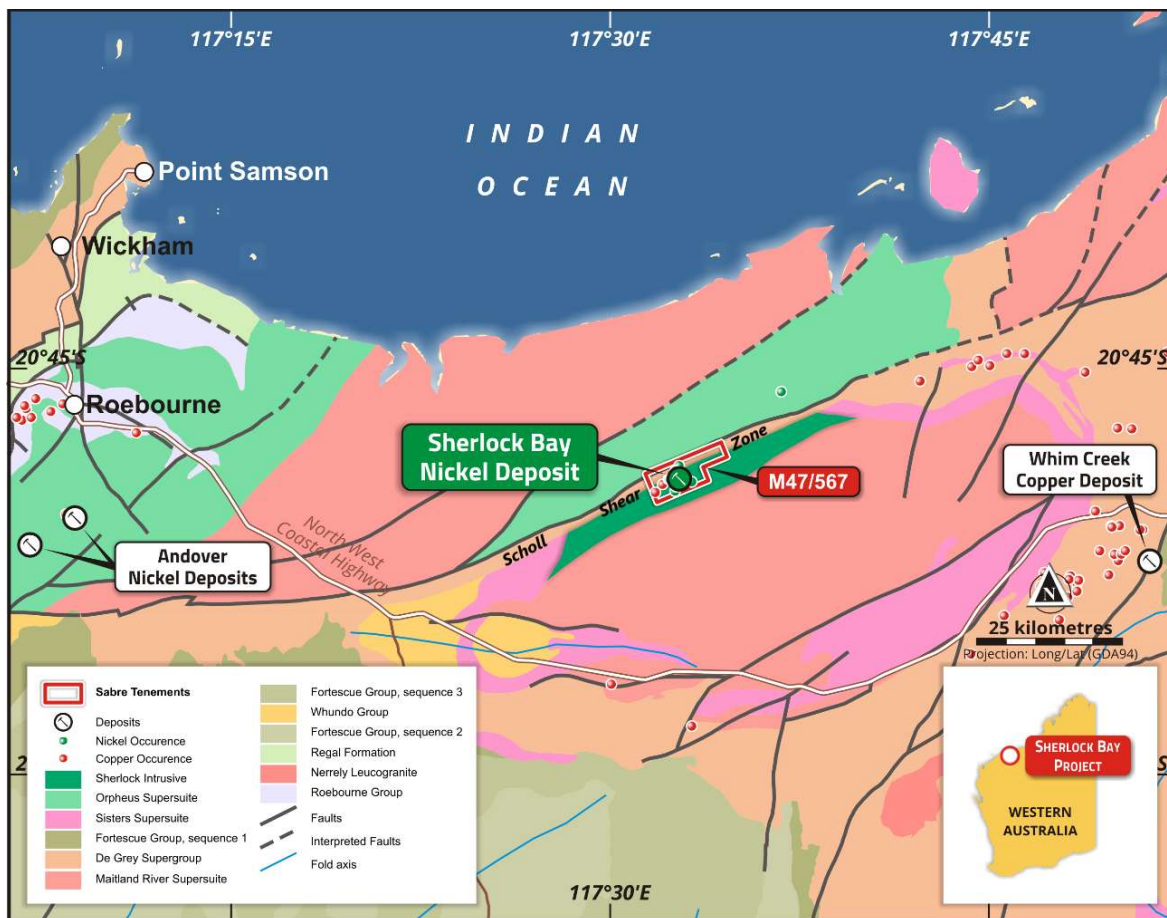 117°15'E
117°30'E
117°45'E
INDIAN
OCEAN
Point Samson
Wickham
20°45'S
20°45'S
Roebourne
Sherlock Bay
Nickel Deposit
Zone
Shear
Scholl
M47/567
Whim Creek
Copper Deposit
Andover
Nickel Deposits
North West
Coastal Highway
N
25 kilometres
Projection: Long/Lat (GDA94)
Sabre Tenements
Deposits
Nickel Occurence
Copper Occurence
Sherlock Intrusive
Orpheus Supersuite
Sisters Supersuite
Fortescue Group, sequence 1
De Grey Supergroup
Maitland River Supersuite
Fortescue Group, sequence 3
Whundo Group
Fortescue Group, sequence 2
Regal Formation
Nerrely Leucogranite
Roebourne Group
Faults
Interpreted Faults
Fold axis
SHERLOCK BAY
PROJECT
WESTERN
AUSTRALIA
117°30'E